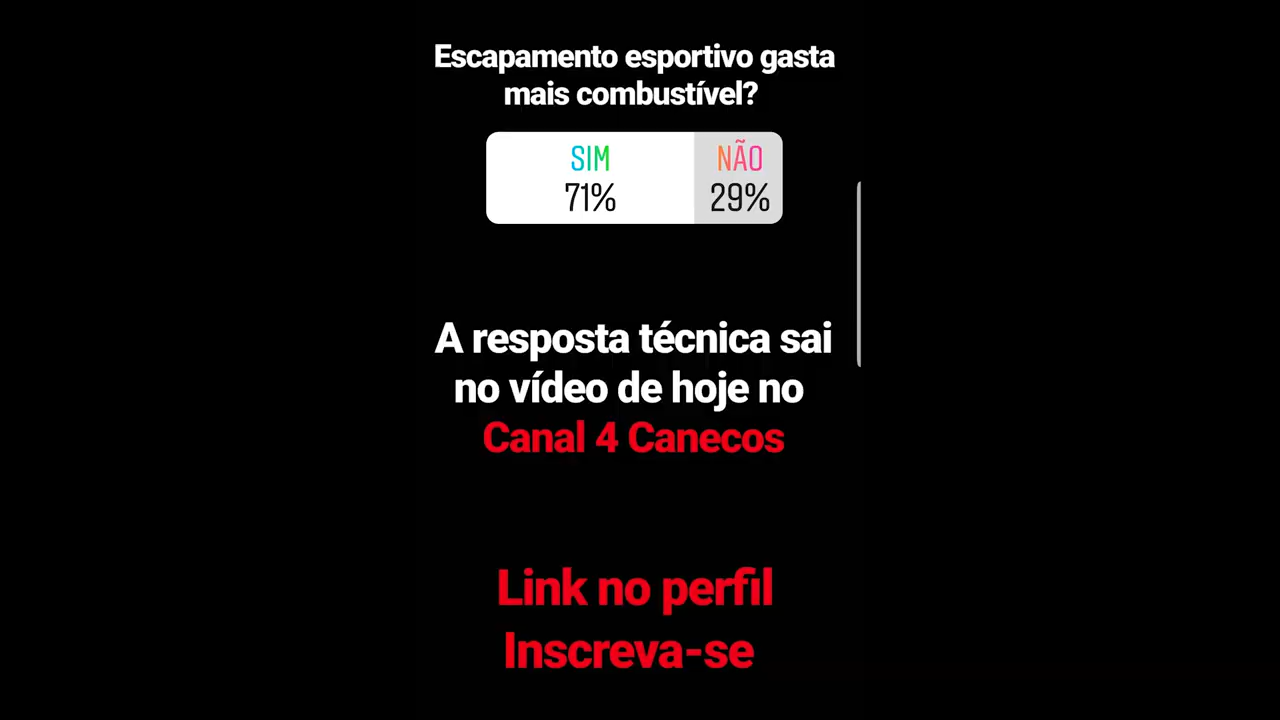 Escapamento esportivo gasta
mais combustível?
SIM NÃO
71% 29%
A resposta técnica sai
no vídeo de hoje no
Canal 4 Canecos
Link no perfil
Inscreva-se